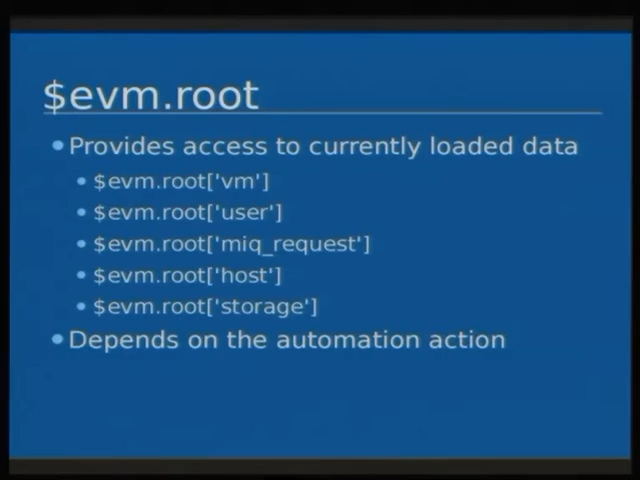 $evm.root
Provides access to currently loaded data
$evm.root['vm']
$evm.root['user']
$evm.root['miq_request']
$evm.root['host']
$evm.root['storage']
Depends on the automation action